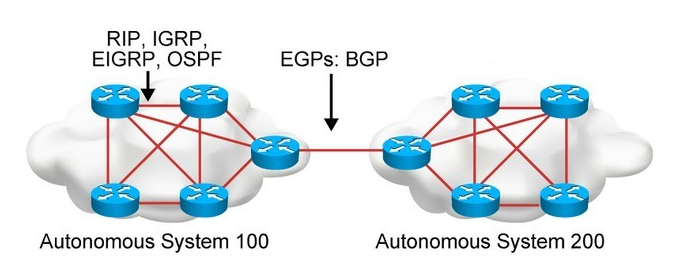 RIP, IGRP,
EIGRP, OSPF
EGPs: BGP
Autonomous System 100
Autonomous System 200